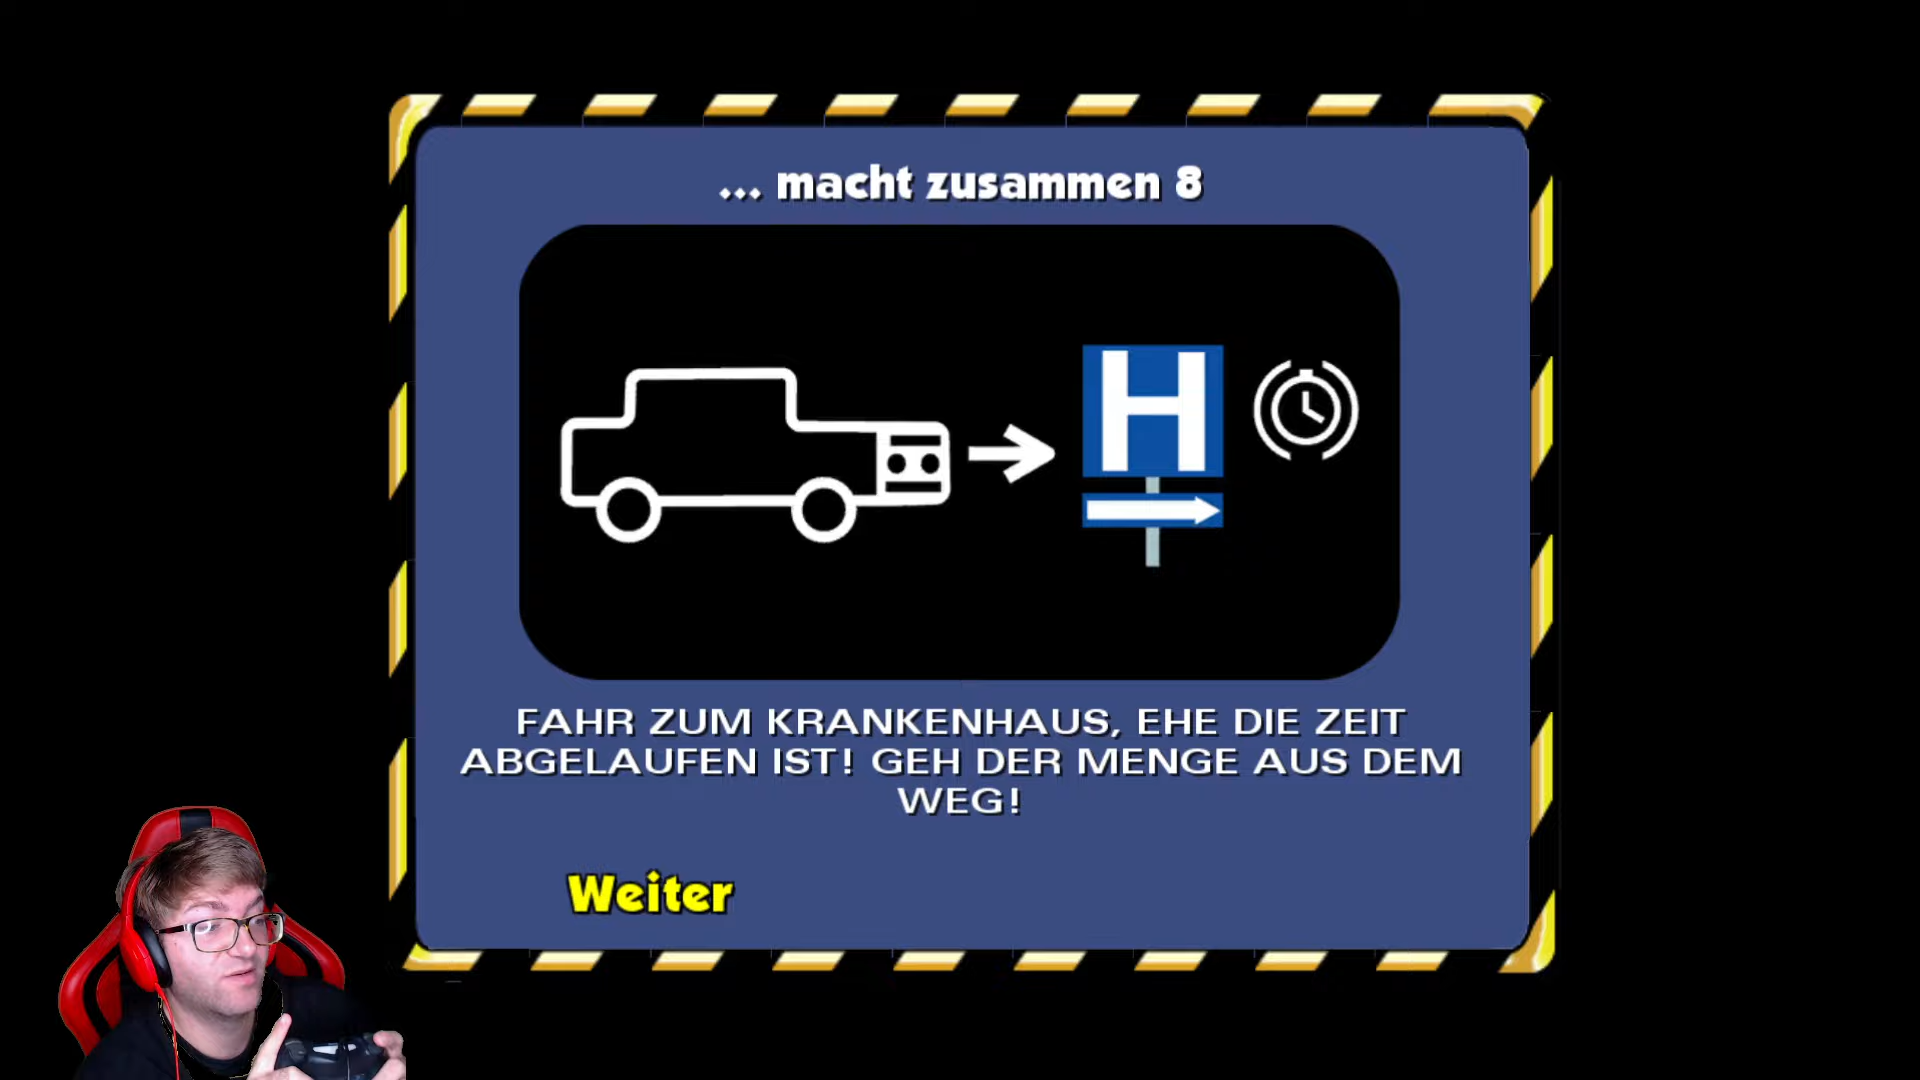 ... macht zusammen 8
H
FAHR ZUM KRANKENHAUS, EHE DIE ZEIT
ABGELAUFEN IST! GEH DER MENGE AUS DEM
WEG!
Weiter